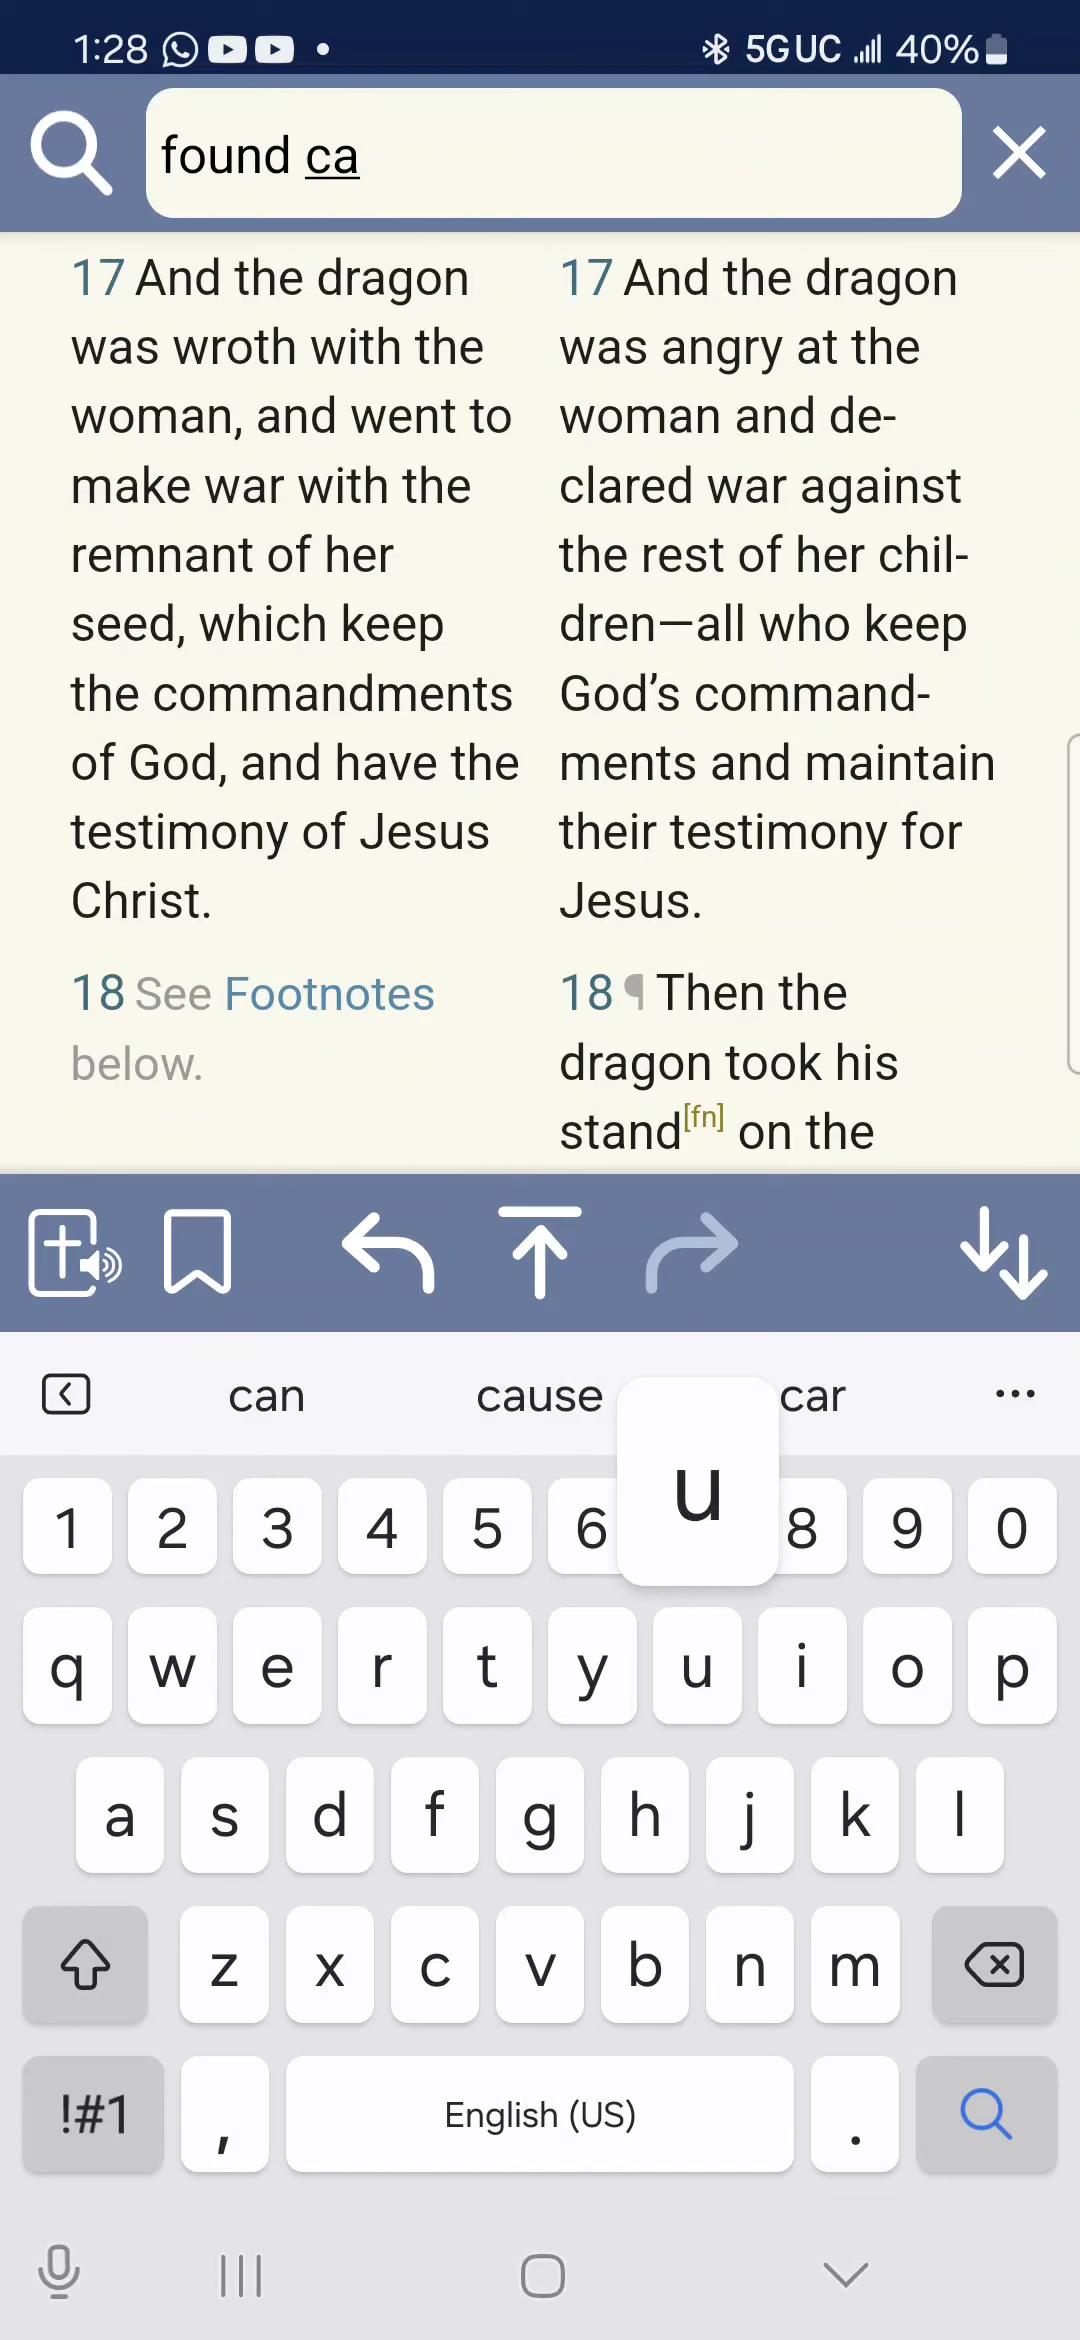 1:28 5G UC 40%
found ca
17 And the dragon
was wroth with the
woman, and went to
make war with the
remnant of her
seed, which keep
the commandments
of God, and have the
testimony of Jesus
Christ.
18 See Footnotes
below.
17 And the dragon
was angry at the
woman and de-
clared war against
the rest of her chil-
dren—all who keep
God’s command-
ments and maintain
their testimony for
Jesus.
18 ¶ Then the
dragon took his
stand[fn] on the
can cause car ...
u
1 2 3 4 5 6 8 9 0
q w e r t y u i o p
a s d f g h j k l
z x c v b n m
!#1 , English (US) .